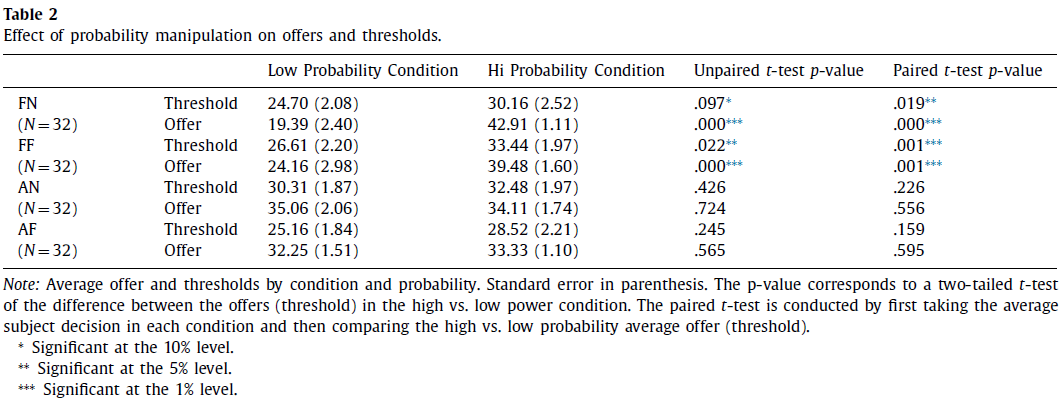 Table 2
Effect of probability manipulation on offers and thresholds.
Low Probability Condition Hi Probability Condition Unpaired t-test p-value Paired t-test p-value
FN Threshold 24.70 (2.08) 30.16 (2.52) .097* .019**
(N = 32) Offer 19.39 (2.40) 42.91 (1.11) .000*** .000***
FF Threshold 26.61 (2.20) 33.44 (1.97) .022** .001***
(N = 32) Offer 24.16 (2.98) 39.48 (1.60) .000*** .001***
AN Threshold 30.31 (1.87) 32.48 (1.97) .426 .226
(N = 32) Offer 35.06 (2.06) 34.11 (1.74) .724 .556
AF Threshold 25.16 (1.84) 28.52 (2.21) .245 .159
(N = 32) Offer 32.25 (1.51) 33.33 (1.10) .565 .595
Note: Average offer and thresholds by condition and probability. Standard error in parenthesis. The p-value corresponds to a two-tailed t-test
of the difference between the offers (threshold) in the high vs. low power condition. The paired t-test is conducted by first taking the average
subject decision in each condition and then comparing the high vs. low probability average offer (threshold).
* Significant at the 10% level.
** Significant at the 5% level.
*** Significant at the 1% level.